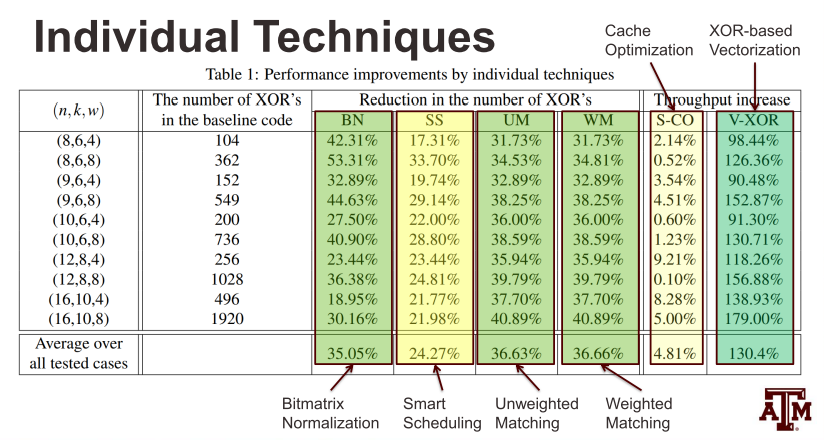 Individual Techniques
Cache
Optimization
XOR-based
Vectorization
Table 1: Performance improvements by individual techniques
(n,k,w) The number of XOR's Reduction in the number of XOR's Throughput increase
in the baseline code BN SS UM WM S-CO V-XOR
(8,6,4) 104 42.31% 17.31% 31.73% 31.73% 2.14% 98.44%
(8,6,8) 362 53.31% 33.70% 34.53% 34.81% 0.52% 126.36%
(9,6,4) 152 32.89% 19.74% 32.89% 32.89% 3.54% 90.48%
(9,6,8) 549 44.63% 29.14% 38.25% 38.25% 4.51% 152.87%
(10,6,4) 200 27.50% 22.00% 36.00% 36.00% 0.60% 91.30%
(10,6,8) 736 40.90% 28.80% 38.59% 38.59% 1.23% 130.71%
(12,8,4) 256 23.44% 23.44% 35.94% 35.94% 9.21% 118.26%
(12,8,8) 1028 36.38% 24.81% 39.79% 39.79% 0.10% 156.88%
(16,10,4) 496 18.95% 21.77% 37.70% 37.70% 8.28% 138.93%
(16,10,8) 1920 30.16% 21.98% 40.89% 40.89% 5.00% 179.00%
Average over
all tested cases 35.05% 24.27% 36.63% 36.66% 4.81% 130.4%
Bitmatrix
Normalization
Smart
Scheduling
Unweighted
Matching
Weighted
Matching
ATM